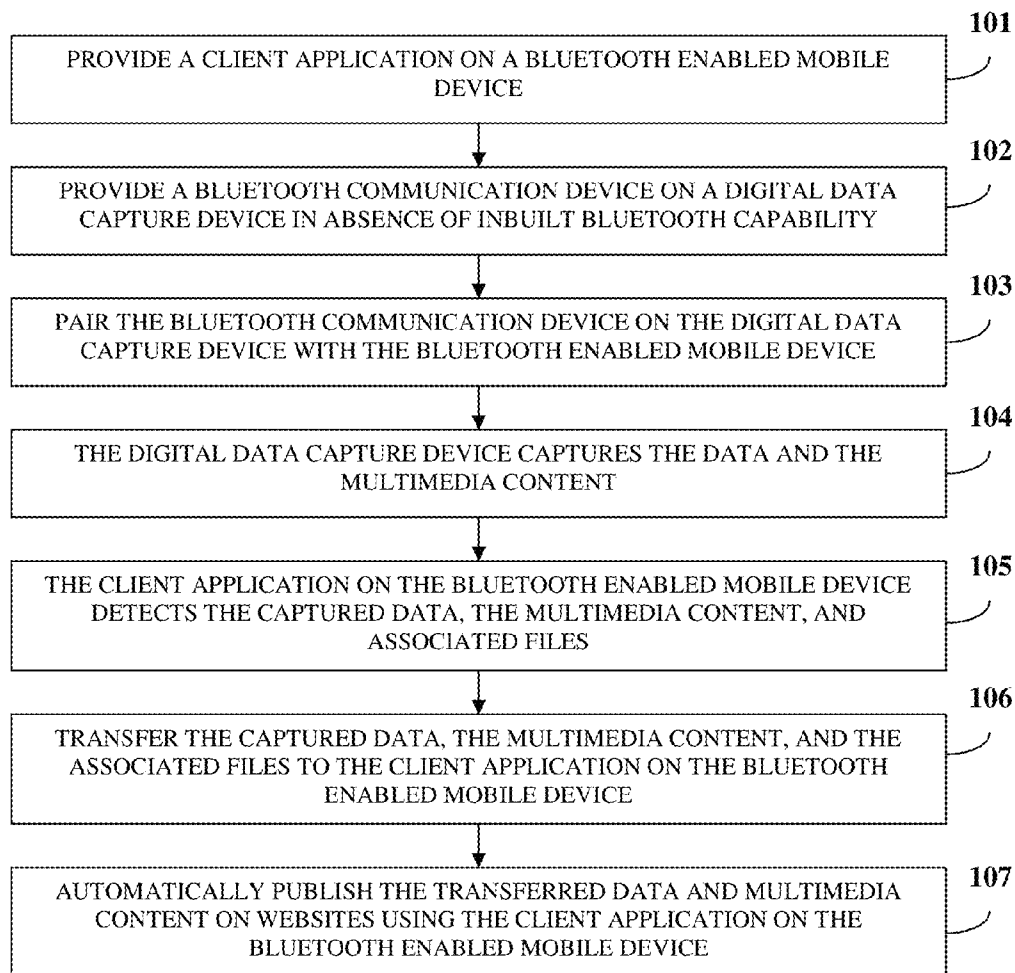 101
PROVIDE A CLIENT APPLICATION ON A BLUETOOTH ENABLED MOBILE
DEVICE
102
PROVIDE A BLUETOOTH COMMUNICATION DEVICE ON A DIGITAL DATA
CAPTURE DEVICE IN ABSENCE OF INBUILT BLUETOOTH CAPABILITY
103
PAIR THE BLUETOOTH COMMUNICATION DEVICE ON THE DIGITAL DATA
CAPTURE DEVICE WITH THE BLUETOOTH ENABLED MOBILE DEVICE
104
THE DIGITAL DATA CAPTURE DEVICE CAPTURES THE DATA AND THE
MULTIMEDIA CONTENT
105
THE CLIENT APPLICATION ON THE BLUETOOTH ENABLED MOBILE DEVICE
DETECTS THE CAPTURED DATA, THE MULTIMEDIA CONTENT, AND
ASSOCIATED FILES
106
TRANSFER THE CAPTURED DATA, THE MULTIMEDIA CONTENT, AND THE
ASSOCIATED FILES TO THE CLIENT APPLICATION ON THE BLUETOOTH
ENABLED MOBILE DEVICE
107
AUTOMATICALLY PUBLISH THE TRANSFERRED DATA AND MULTIMEDIA
CONTENT ON WEBSITES USING THE CLIENT APPLICATION ON THE
BLUETOOTH ENABLED MOBILE DEVICE